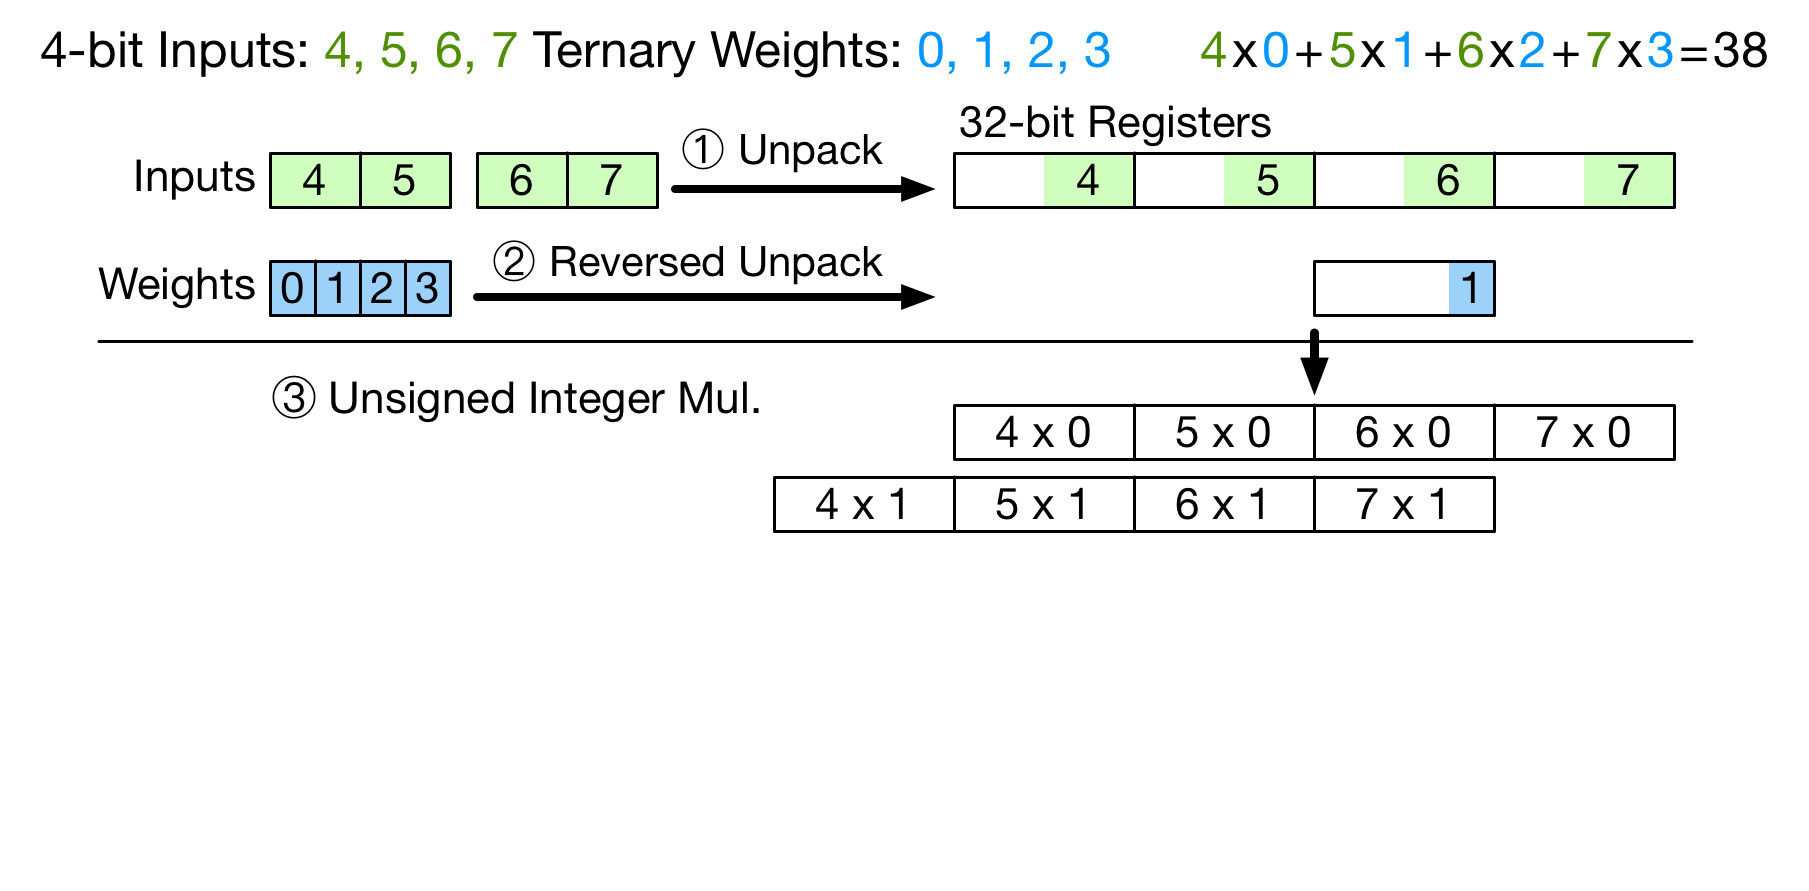 4-bit Inputs: 4, 5, 6, 7 Ternary Weights: 0, 1, 2, 3 4x0+5x1+6x2+7x3=38
32-bit Registers
Inputs 4 5 6 7 ① Unpack 4 5 6 7
Weights 0 1 2 3 ② Reversed Unpack 1
③ Unsigned Integer Mul.
4 x 0 5 x 0 6 x 0 7 x 0
4 x 1 5 x 1 6 x 1 7 x 1